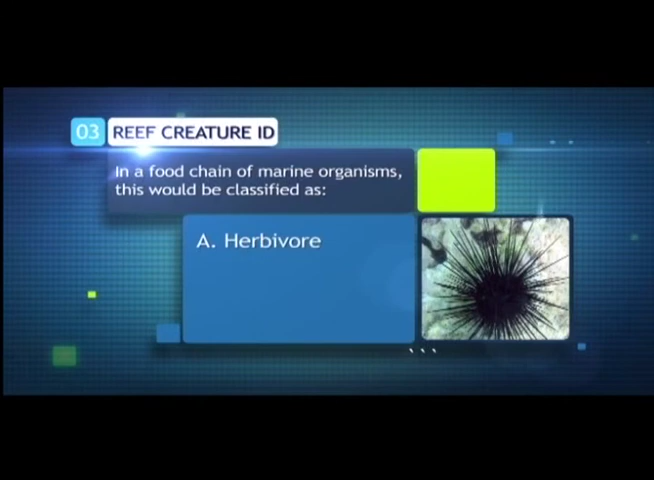 03 REEF CREATURE ID
In a food chain of marine organisms,
this would be classified as:
A. Herbivore